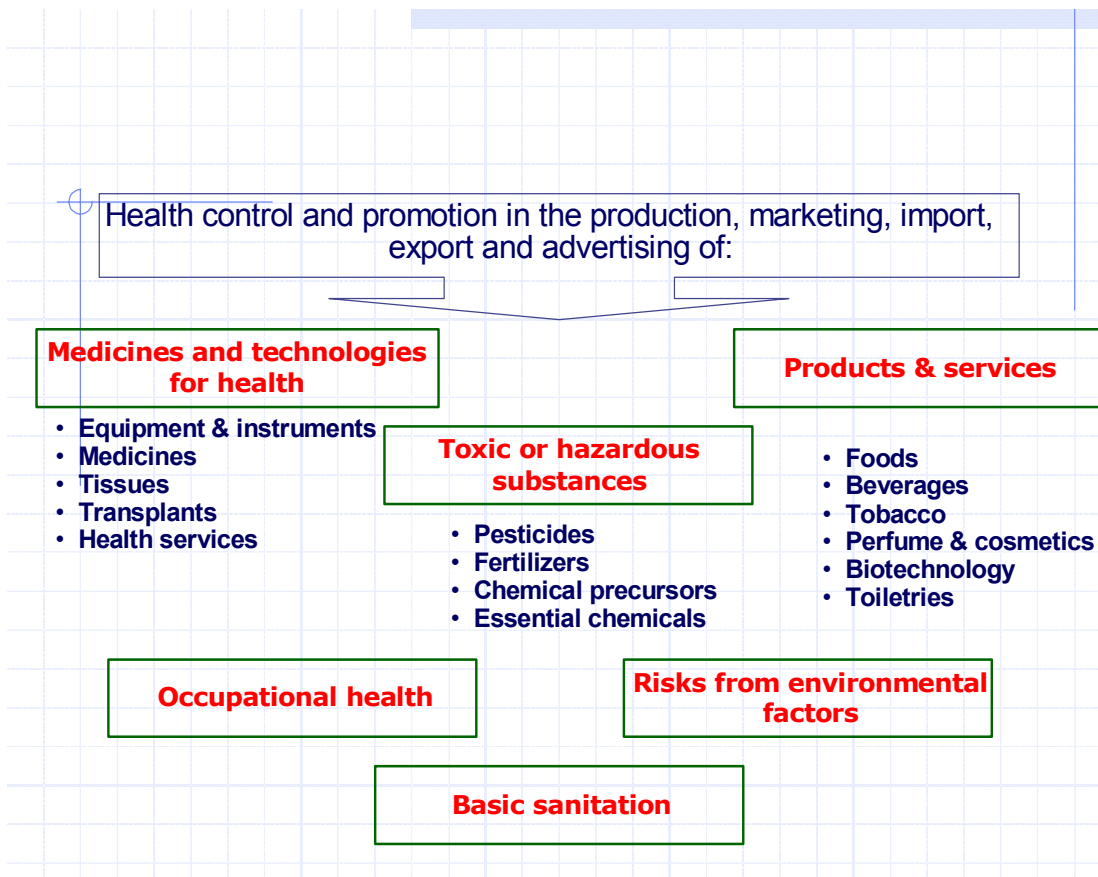 Health control and promotion in the production, marketing, import,
export and advertising of:
Medicines and technologies
for health
• Equipment & instruments
• Medicines
• Tissues
• Transplants
• Health services
Toxic or hazardous
substances
• Pesticides
• Fertilizers
• Chemical precursors
• Essential chemicals
Products & services
• Foods
• Beverages
• Tobacco
• Perfume & cosmetics
• Biotechnology
• Toiletries
Occupational health
Risks from environmental
factors
Basic sanitation